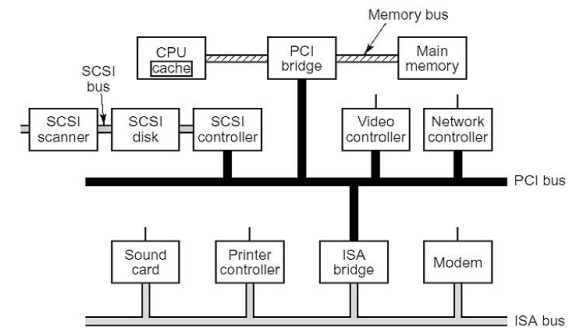 Memory bus
CPU
cache
PCI
bridge
Main
memory
SCSI
bus
SCSI
scanner
SCSI
disk
SCSI
controller
Video
controller
Network
controller
PCI bus
Sound
card
Printer
controller
ISA
bridge
Modem
ISA bus